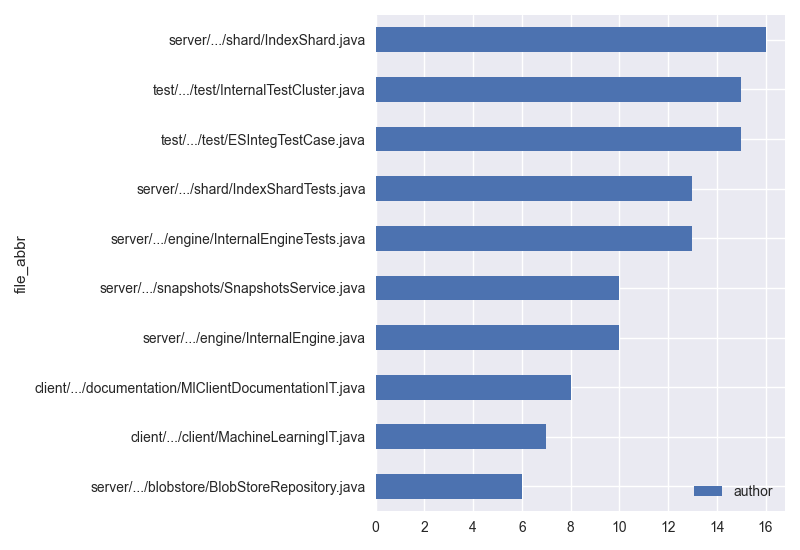 file_abbr
server/.../shard/IndexShard.java
test/.../test/InternalTestCluster.java
test/.../test/ESIntegTestCase.java
server/.../shard/IndexShardTests.java
server/.../engine/InternalEngineTests.java
server/.../snapshots/SnapshotsService.java
server/.../engine/InternalEngine.java
client/.../documentation/MlClientDocumentationIT.java
client/.../client/MachineLearningIT.java
server/.../blobstore/BlobStoreRepository.java
author
0 2 4 6 8 10 12 14 16